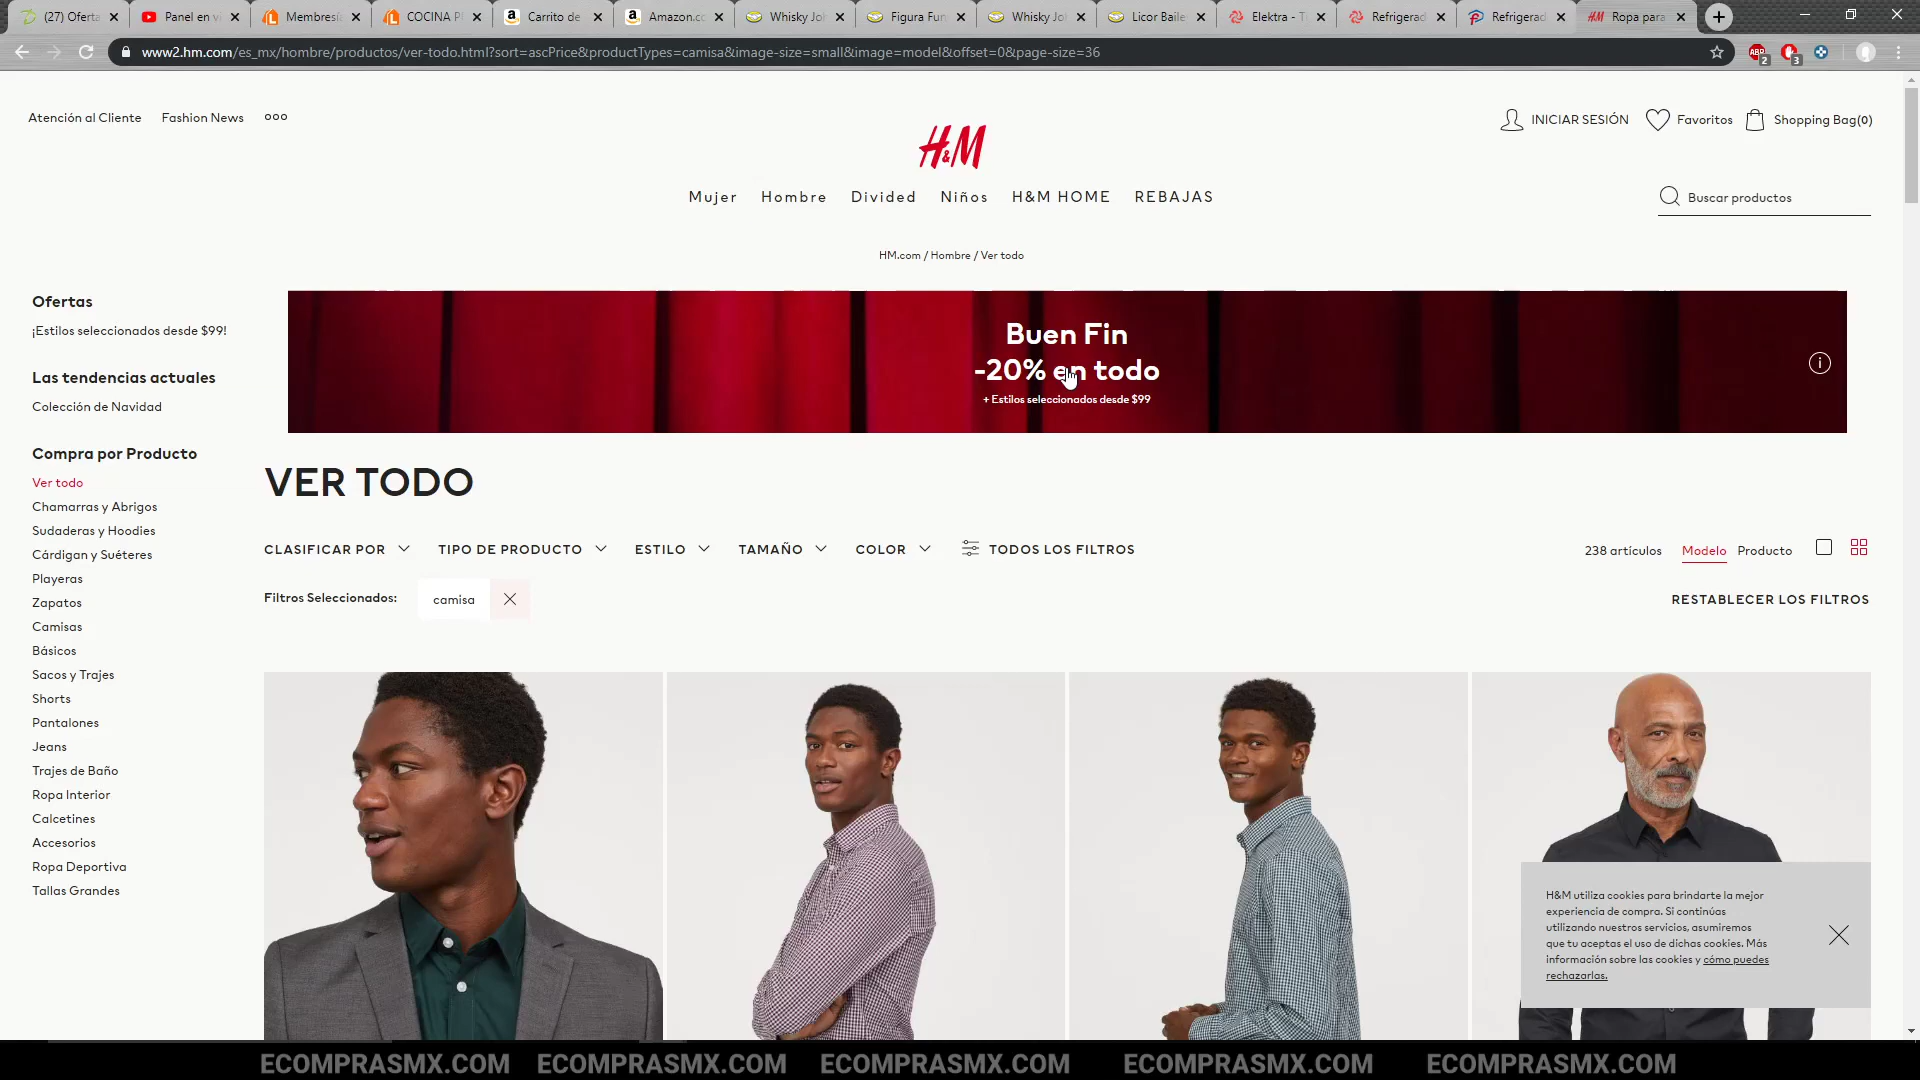 (27) Oferta
Panel en vi
Membresía
COCINA P
Carrito de
Amazon.co
Whisky Joh
Figura Fun
Whisky Joh
Licor Baile
Elektra - T
Refrigerad
Refrigerad
Ropa para
www2.hm.com/es_mx/hombre/productos/ver-todo.html?sort=ascPrice&productTypes=camisa&image-size=small&image=model&offset=0&page-size=36
ABP 2
3
Atención al Cliente
Fashion News
H&M
INICIAR SESIÓN
Favoritos
Shopping Bag(0)
Mujer
Hombre
Divided
Niños
H&M HOME
REBAJAS
Buscar productos
HM.com / Hombre / Ver todo
Ofertas
¡Estilos seleccionados desde $99!
Las tendencias actuales
Colección de Navidad
Compra por Producto
Ver todo
Chamarras y Abrigos
Sudaderas y Hoodies
Cárdigan y Suéteres
Playeras
Zapatos
Camisas
Básicos
Sacos y Trajes
Shorts
Pantalones
Jeans
Trajes de Baño
Ropa Interior
Calcetines
Accesorios
Ropa Deportiva
Tallas Grandes
Buen Fin
-20% en todo
+ Estilos seleccionados desde $99
VER TODO
CLASIFICAR POR
TIPO DE PRODUCTO
ESTILO
TAMAÑO
COLOR
TODOS LOS FILTROS
238 artículos
Modelo
Producto
Filtros Seleccionados:
camisa
RESTABLECER LOS FILTROS
H&M utiliza cookies para brindarte la mejor
experiencia de compra. Si continúas
utilizando nuestros servicios, asumiremos
que tu aceptas el uso de dichas cookies. Más
información sobre las cookies y cómo puedes
rechazarlas.
ECOMPRASMX.COM
ECOMPRASMX.COM
ECOMPRASMX.COM
ECOMPRASMX.COM
ECOMPRASMX.COM